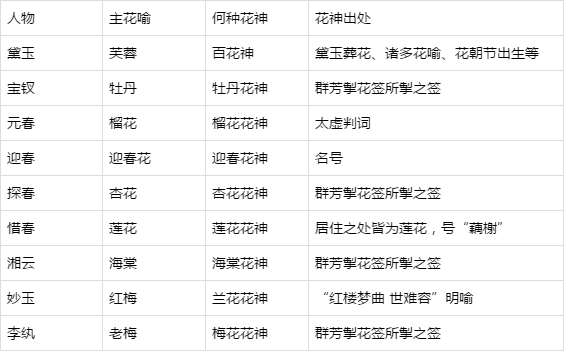 人物 主花喻 何种花神 花神出处
黛玉 芙蓉 百花神 黛玉葬花、诸多花喻、花朝节出生等
宝钗 牡丹 牡丹花神 群芳掣花签所掣之签
元春 榴花 榴花花神 太虚判词
迎春 迎春花 迎春花神 名号
探春 杏花 杏花花神 群芳掣花签所掣之签
惜春 莲花 莲花花神 居住之处皆为莲花，号“藕榭”
湘云 海棠 海棠花神 群芳掣花签所掣之签
妙玉 红梅 兰花花神 “红楼梦曲 世难容”明喻
李纨 老梅 梅花花神 群芳掣花签所掣之签